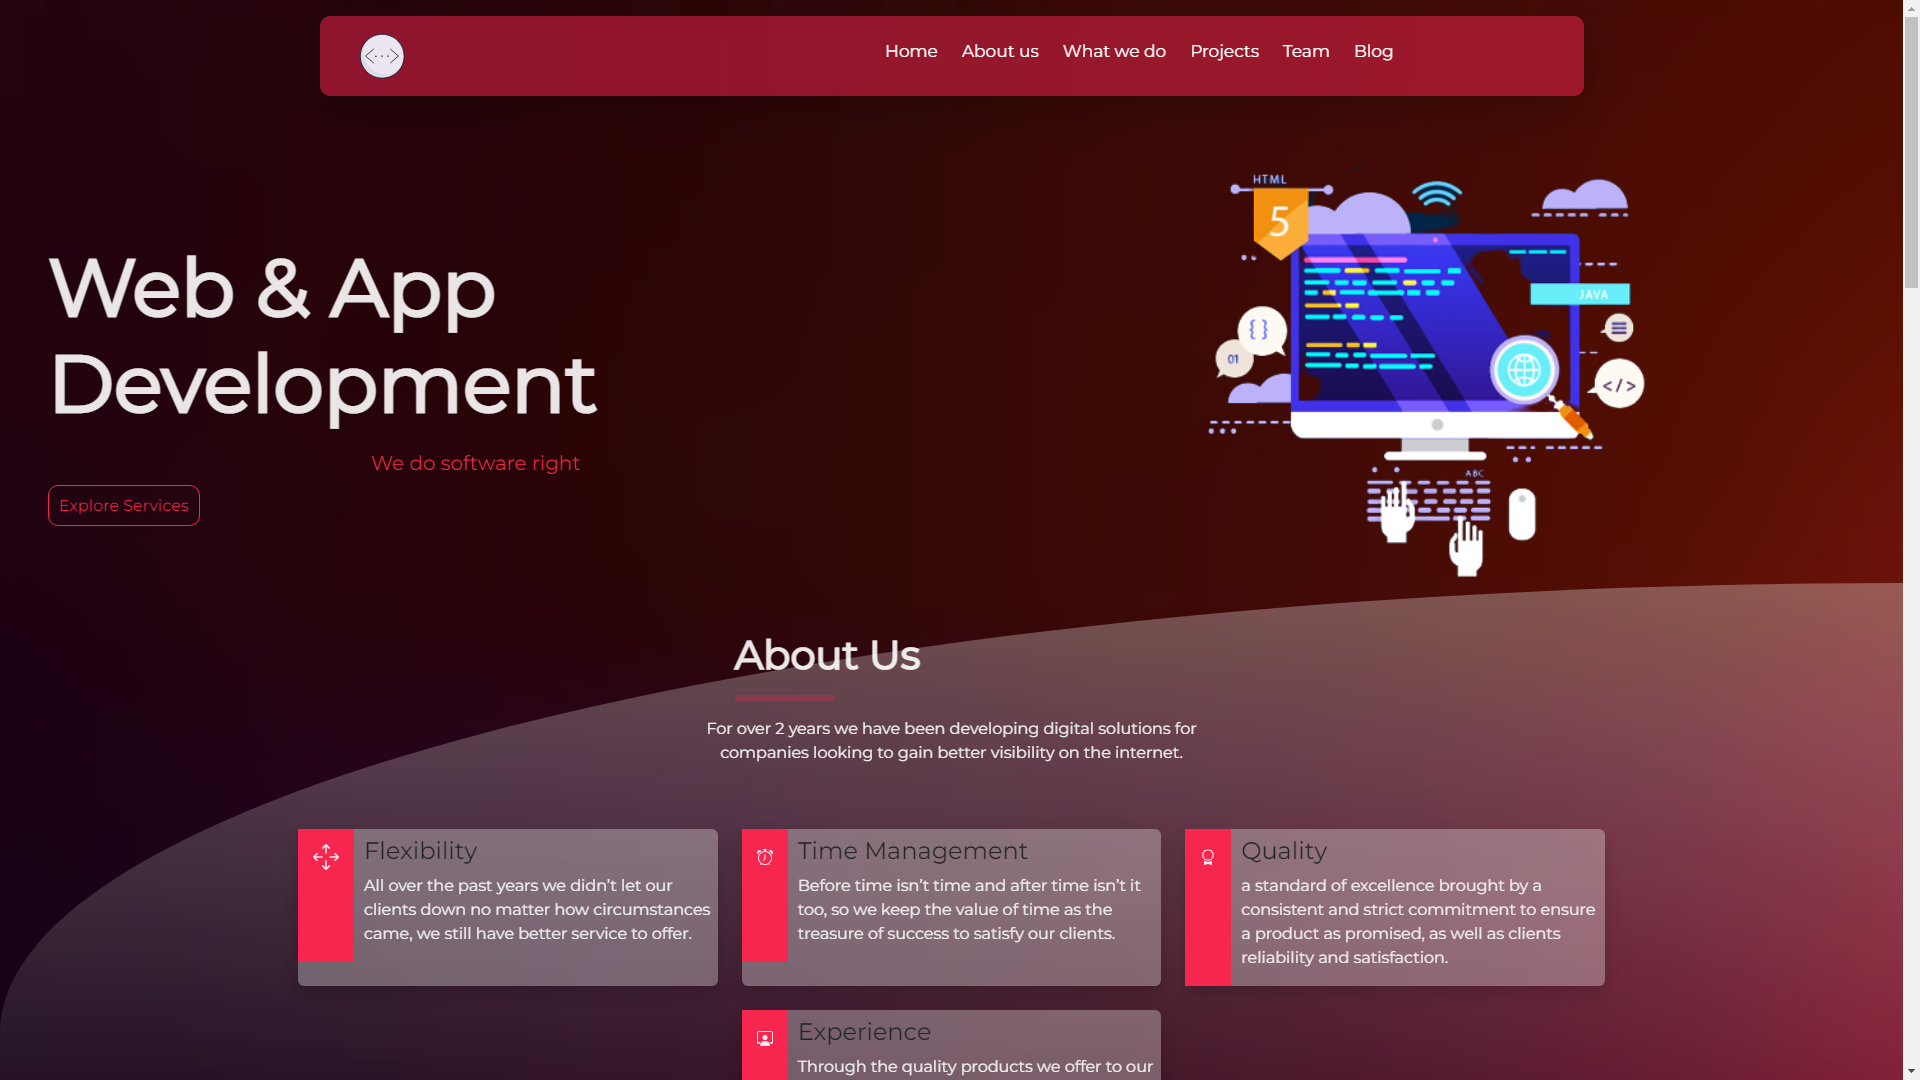 Home About us What we do Projects Team Blog
HTML
5
JAVA
{ }
01
</>
ABC
Web & App
Development
We do software right
Explore Services
About Us
For over 2 years we have been developing digital solutions for
companies looking to gain better visibility on the internet.
Flexibility
All over the past years we didn’t let our
clients down no matter how circumstances
came, we still have better service to offer.
Time Management
Before time isn’t time and after time isn’t it
too, so we keep the value of time as the
treasure of success to satisfy our clients.
Quality
a standard of excellence brought by a
consistent and strict commitment to ensure
a product as promised, as well as clients
reliability and satisfaction.
Experience
Through the quality products we offer to our